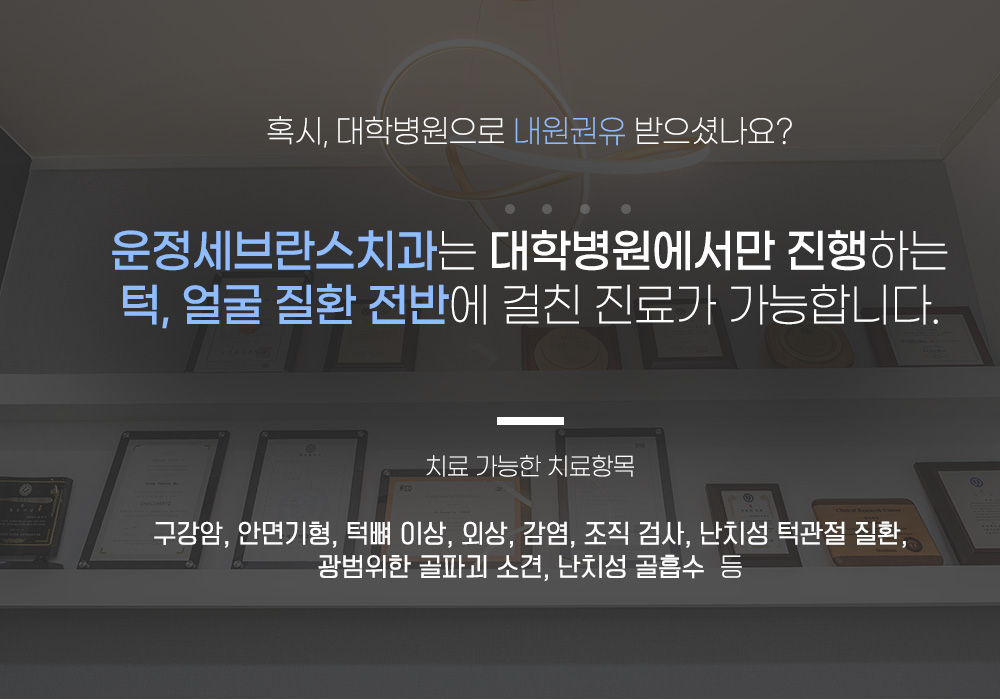 혹시, 대학병원으로 내원권유 받으셨나요?
운정세브란스치과는 대학병원에서만 진행하는
턱, 얼굴 질환 전반에 걸친 진료가 가능합니다.
치료 가능한 치료항목
구강암, 안면기형, 턱뼈 이상, 외상, 감염, 조직 검사, 난치성 턱관절 질환,
광범위한 골파괴 소견, 난치성 골흡수 등